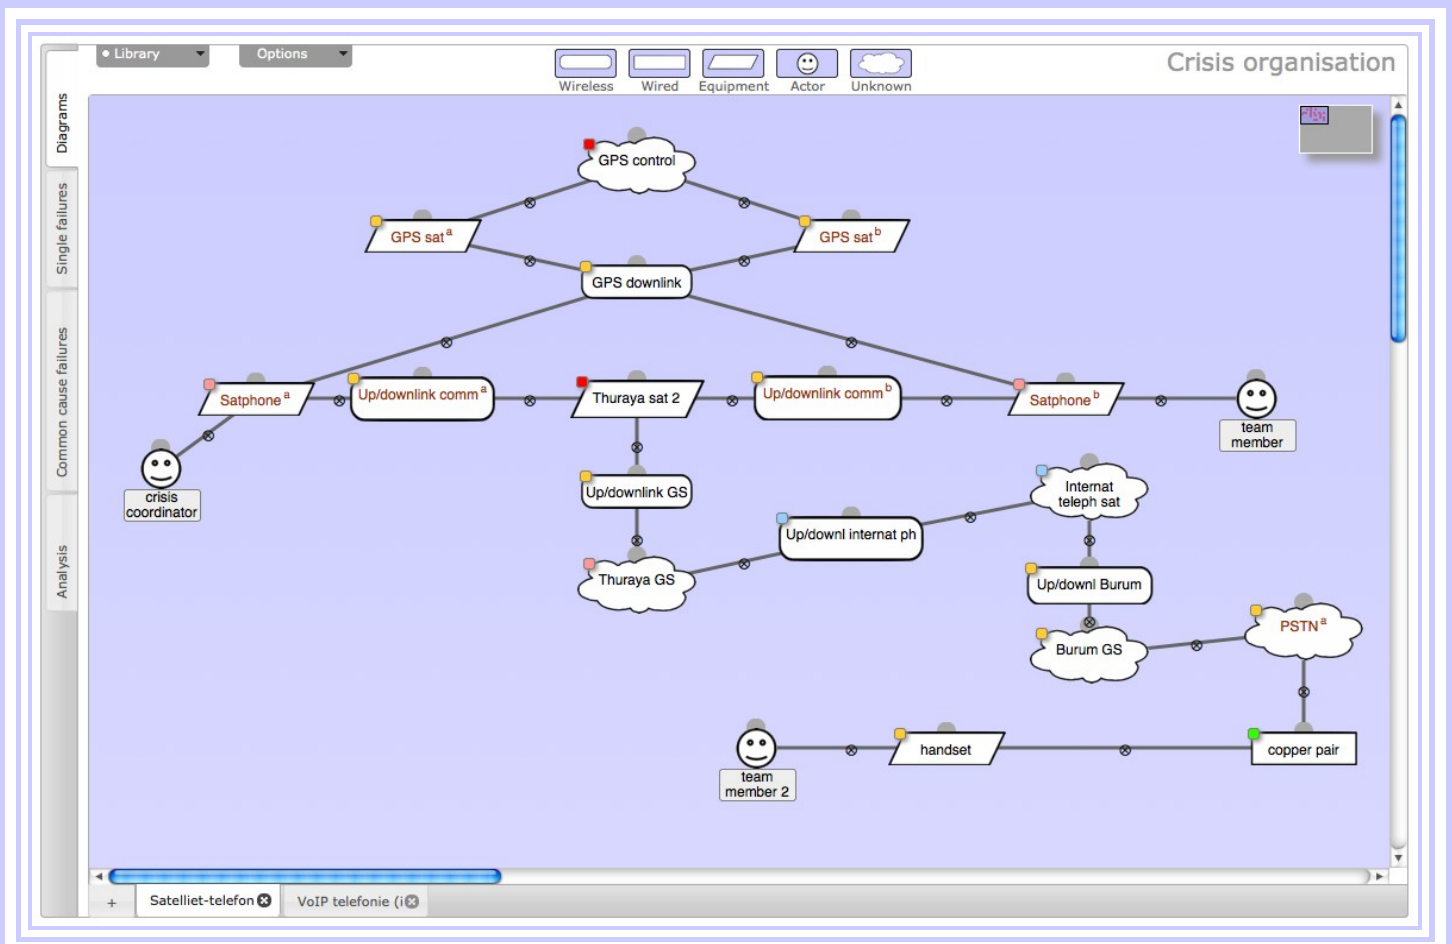 Library
Options
Wireless
Wired
Equipment
Actor
Unknown
Crisis organisation
Diagrams
Single failures
Common cause failures
Analysis
GPS control
GPS sat a
GPS sat b
GPS downlink
Satphone a
Up/downlink comm a
Thuraya sat 2
Up/downlink comm b
Satphone b
team
member
crisis
coordinator
Up/downlink GS
Internat
teleph sat
Up/downl internat ph
Thuraya GS
Up/downl Burum
PSTN a
Burum GS
handset
copper pair
team
member 2
+
Satelliet-telefon
VoIP telefonie (i